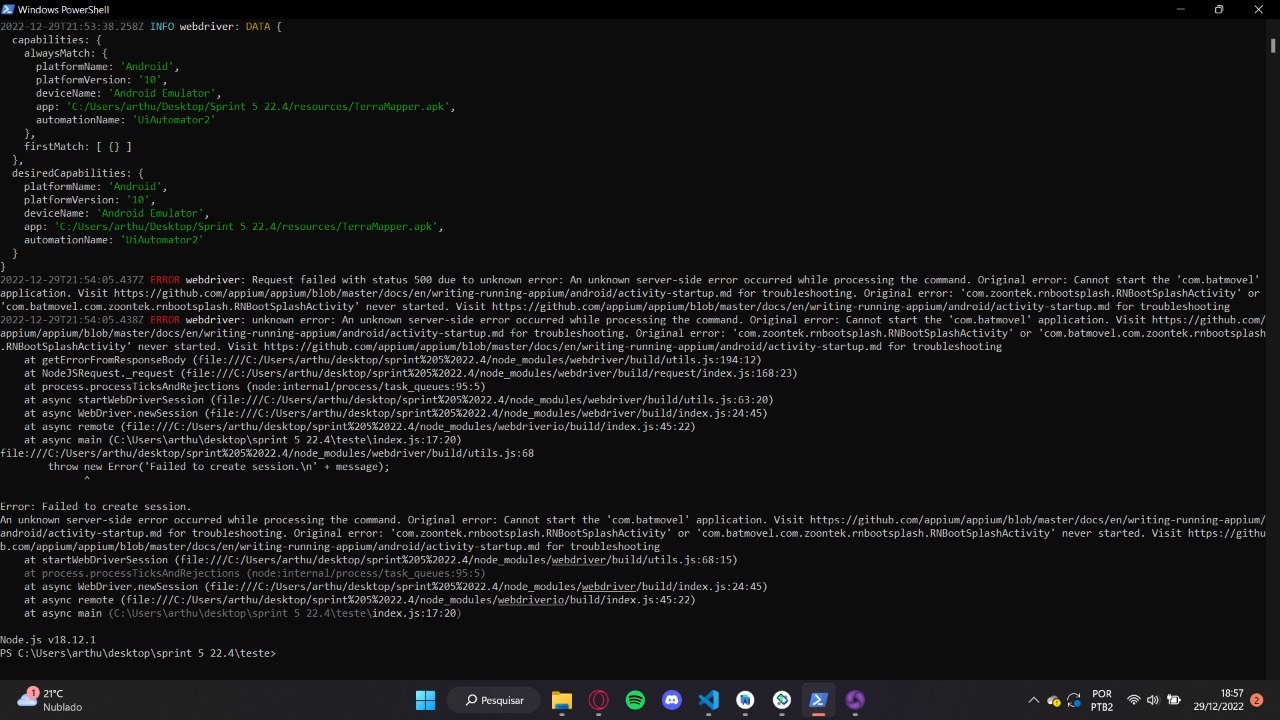 Windows PowerShell
2022-12-29T21:53:38.258Z INFO webdriver: DATA {
  capabilities: {
    alwaysMatch: {
      platformName: 'Android',
      platformVersion: '10',
      deviceName: 'Android Emulator',
      app: 'C:/Users/arthu/Desktop/Sprint 5 22.4/resources/TerraMapper.apk',
      automationName: 'UiAutomator2'
    },
    firstMatch: [ {} ]
  },
  desiredCapabilities: {
    platformName: 'Android',
    platformVersion: '10',
    deviceName: 'Android Emulator',
    app: 'C:/Users/arthu/Desktop/Sprint 5 22.4/resources/TerraMapper.apk',
    automationName: 'UiAutomator2'
  }
}
2022-12-29T21:54:05.437Z ERROR webdriver: Request failed with status 500 due to unknown error: An unknown server-side error occurred while processing the command. Original error: Cannot start the 'com.batmovel'
application. Visit https://github.com/appium/appium/blob/master/docs/en/writing-running-appium/android/activity-startup.md for troubleshooting. Original error: 'com.zoontek.rnbootsplash.RNBootSplashActivity' or
'com.batmovel.com.zoontek.rnbootsplash.RNBootSplashActivity' never started. Visit https://github.com/appium/appium/blob/master/docs/en/writing-running-appium/android/activity-startup.md for troubleshooting
2022-12-29T21:54:05.438Z ERROR webdriver: unknown error: An unknown server-side error occurred while processing the command. Original error: Cannot start the 'com.batmovel' application. Visit https://github.com/
appium/appium/blob/master/docs/en/writing-running-appium/android/activity-startup.md for troubleshooting. Original error: 'com.zoontek.rnbootsplash.RNBootSplashActivity' or 'com.batmovel.com.zoontek.rnbootsplash
.RNBootSplashActivity' never started. Visit https://github.com/appium/appium/blob/master/docs/en/writing-running-appium/android/activity-startup.md for troubleshooting
    at getErrorFromResponseBody (file:///C:/Users/arthu/desktop/sprint%205%2022.4/node_modules/webdriver/build/utils.js:194:12)
    at NodeJSRequest._request (file:///C:/Users/arthu/desktop/sprint%205%2022.4/node_modules/webdriver/build/request/index.js:168:23)
    at process.processTicksAndRejections (node:internal/process/task_queues:95:5)
    at async startWebDriverSession (file:///C:/Users/arthu/desktop/sprint%205%2022.4/node_modules/webdriver/build/utils.js:63:20)
    at async WebDriver.newSession (file:///C:/Users/arthu/desktop/sprint%205%2022.4/node_modules/webdriver/build/index.js:24:45)
    at async remote (file:///C:/Users/arthu/desktop/sprint%205%2022.4/node_modules/webdriverio/build/index.js:45:22)
    at async main (C:\Users\arthu\desktop\sprint 5 22.4\teste\index.js:17:20)
file:///C:/Users/arthu/desktop/sprint%205%2022.4/node_modules/webdriver/build/utils.js:68
        throw new Error('Failed to create session.\n' + message);
              ^
Error: Failed to create session.
An unknown server-side error occurred while processing the command. Original error: Cannot start the 'com.batmovel' application. Visit https://github.com/appium/appium/blob/master/docs/en/writing-running-appium/
android/activity-startup.md for troubleshooting. Original error: 'com.zoontek.rnbootsplash.RNBootSplashActivity' or 'com.batmovel.com.zoontek.rnbootsplash.RNBootSplashActivity' never started. Visit https://githu
b.com/appium/appium/blob/master/docs/en/writing-running-appium/android/activity-startup.md for troubleshooting
    at startWebDriverSession (file:///C:/Users/arthu/desktop/sprint%205%2022.4/node_modules/webdriver/build/utils.js:68:15)
    at process.processTicksAndRejections (node:internal/process/task_queues:95:5)
    at async WebDriver.newSession (file:///C:/Users/arthu/desktop/sprint%205%2022.4/node_modules/webdriver/build/index.js:24:45)
    at async remote (file:///C:/Users/arthu/desktop/sprint%205%2022.4/node_modules/webdriverio/build/index.js:45:22)
    at async main (C:\Users\arthu\desktop\sprint 5 22.4\teste\index.js:17:20)
Node.js v18.12.1
PS C:\Users\arthu\desktop\sprint 5 22.4\teste>
1
21°C
Nublado
Pesquisar
POR
PTB2
18:57
29/12/2022
2